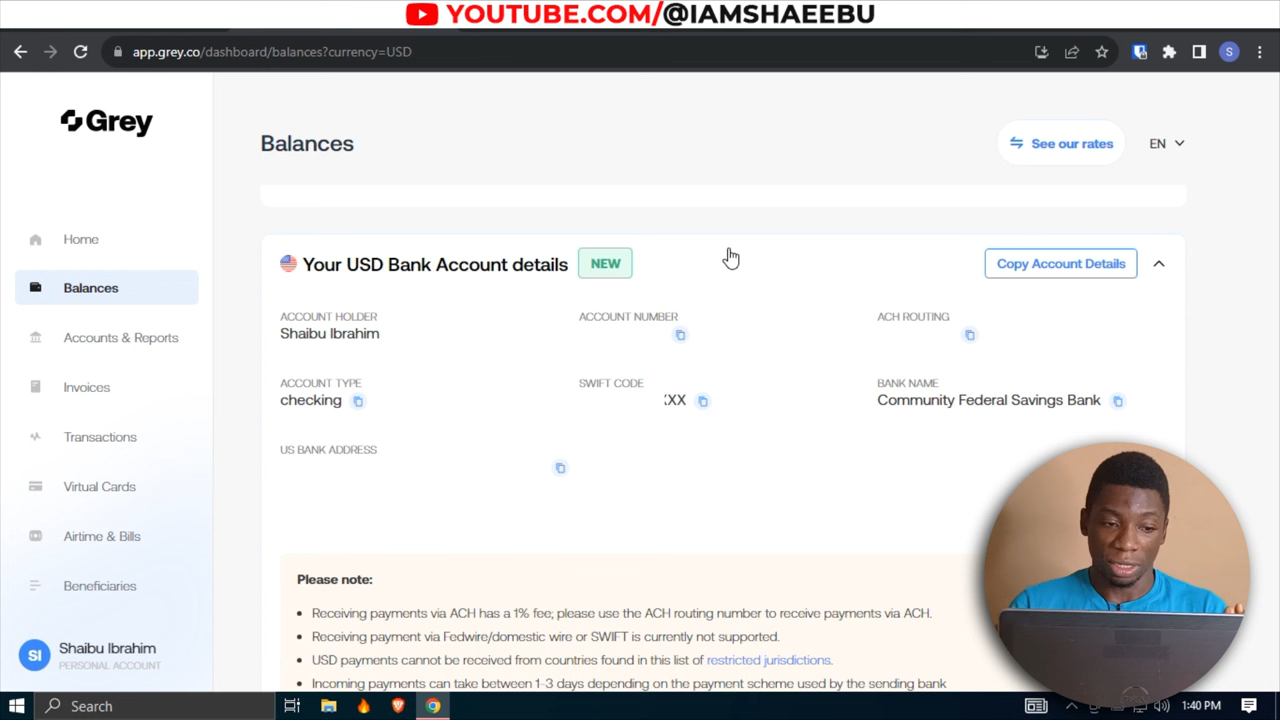 YOUTUBE.COM/@IAMSHAEEBU
app.grey.co/dashboard/balances?currency=USD
S
Grey
Balances
See our rates
EN
Home
Balances
Accounts & Reports
Invoices
Transactions
Virtual Cards
Airtime & Bills
Beneficiaries
SI
Shaibu Ibrahim
PERSONAL ACCOUNT
Your USD Bank Account details
NEW
Copy Account Details
ACCOUNT HOLDER
Shaibu Ibrahim
ACCOUNT NUMBER
ACH ROUTING
ACCOUNT TYPE
checking
SWIFT CODE
XX
BANK NAME
Community Federal Savings Bank
US BANK ADDRESS
Please note:
• Receiving payments via ACH has a 1% fee; please use the ACH routing number to receive payments via ACH.
• Receiving payment via Fedwire/domestic wire or SWIFT is currently not supported.
• USD payments cannot be received from countries found in this list of restricted jurisdictions.
• Incoming payments can take between 1-3 days depending on the payment scheme used by the sending bank
Search
1:40 PM